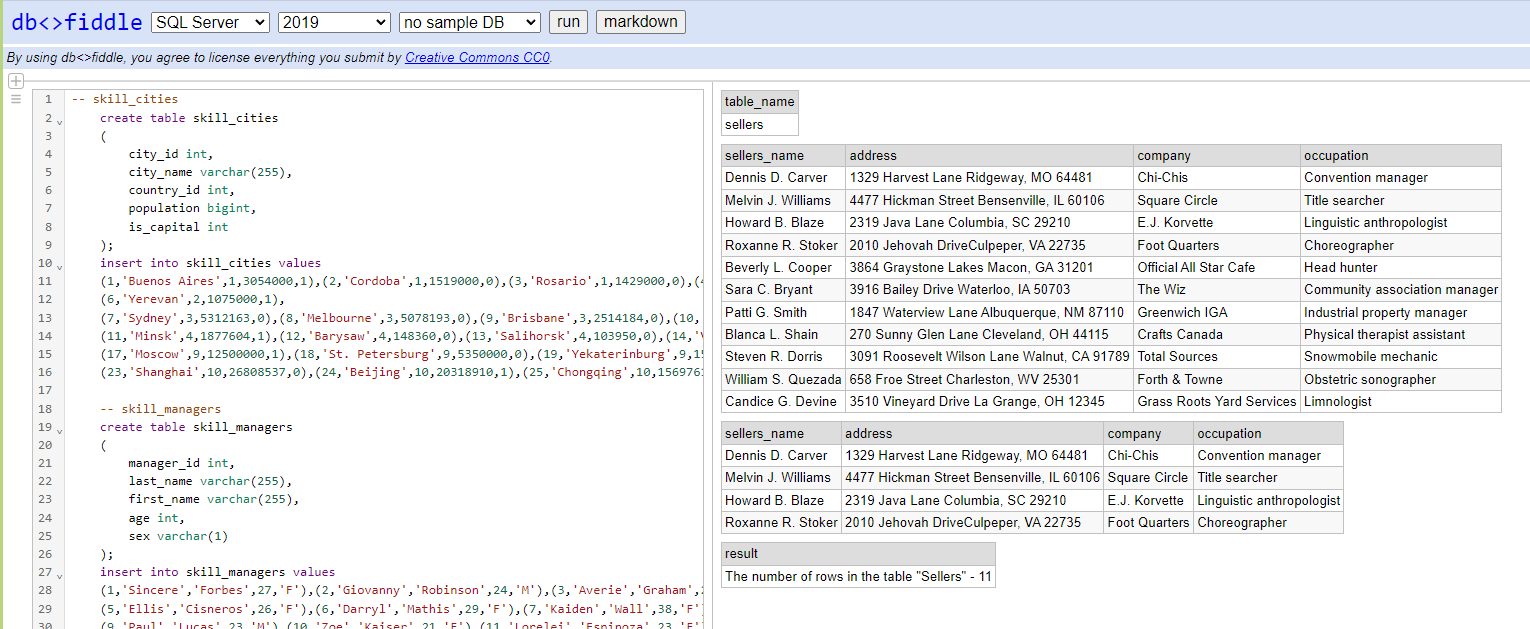 db<>fiddle SQL Server 2019 no sample DB run markdown
By using db<>fiddle, you agree to license everything you submit by Creative Commons CC0.
1 -- skill_cities
2 create table skill_cities
3 (
4 city_id int,
5 city_name varchar(255),
6 country_id int,
7 population bigint,
8 is_capital int
9 );
10 insert into skill_cities values
11 (1,'Buenos Aires',1,3054000,1),(2,'Cordoba',1,1519000,0),(3,'Rosario',1,1429000,0),(4
12 (6,'Yerevan',2,1075000,1),
13 (7,'Sydney',3,5312163,0),(8,'Melbourne',3,5078193,0),(9,'Brisbane',3,2514184,0),(10,
14 (11,'Minsk',4,1877604,1),(12,'Barysaw',4,148360,0),(13,'Salihorsk',4,103950,0),(14,'
15 (17,'Moscow',9,12500000,1),(18,'St. Petersburg',9,5350000,0),(19,'Yekaterinburg',9,15
16 (23,'Shanghai',10,26808537,0),(24,'Beijing',10,20318910,1),(25,'Chongqing',10,156976
17
18 -- skill_managers
19 create table skill_managers
20 (
21 manager_id int,
22 last_name varchar(255),
23 first_name varchar(255),
24 age int,
25 sex varchar(1)
26 );
27 insert into skill_managers values
28 (1,'Sincere','Forbes',27,'F'),(2,'Giovanny','Robinson',24,'M'),(3,'Averie','Graham',
29 (5,'Ellis','Cisneros',26,'F'),(6,'Darryl','Mathis',29,'F'),(7,'Kaiden','Wall',38,'F'
30 (9,'Paul','Lucas',23,'M'),(10,'Zoe','Kaiser',21,'F'),(11,'Lorelei','Espinoza',23,'F'
table_name
sellers
sellers_name address company occupation
Dennis D. Carver 1329 Harvest Lane Ridgeway, MO 64481 Chi-Chis Convention manager
Melvin J. Williams 4477 Hickman Street Bensenville, IL 60106 Square Circle Title searcher
Howard B. Blaze 2319 Java Lane Columbia, SC 29210 E.J. Korvette Linguistic anthropologist
Roxanne R. Stoker 2010 Jehovah DriveCulpeper, VA 22735 Foot Quarters Choreographer
Beverly L. Cooper 3864 Graystone Lakes Macon, GA 31201 Official All Star Cafe Head hunter
Sara C. Bryant 3916 Bailey Drive Waterloo, IA 50703 The Wiz Community association manager
Patti G. Smith 1847 Waterview Lane Albuquerque, NM 87110 Greenwich IGA Industrial property manager
Blanca L. Shain 270 Sunny Glen Lane Cleveland, OH 44115 Crafts Canada Physical therapist assistant
Steven R. Dorris 3091 Roosevelt Wilson Lane Walnut, CA 91789 Total Sources Snowmobile mechanic
William S. Quezada 658 Froe Street Charleston, WV 25301 Forth & Towne Obstetric sonographer
Candice G. Devine 3510 Vineyard Drive La Grange, OH 12345 Grass Roots Yard Services Limnologist
sellers_name address company occupation
Dennis D. Carver 1329 Harvest Lane Ridgeway, MO 64481 Chi-Chis Convention manager
Melvin J. Williams 4477 Hickman Street Bensenville, IL 60106 Square Circle Title searcher
Howard B. Blaze 2319 Java Lane Columbia, SC 29210 E.J. Korvette Linguistic anthropologist
Roxanne R. Stoker 2010 Jehovah DriveCulpeper, VA 22735 Foot Quarters Choreographer
result
The number of rows in the table "Sellers" - 11